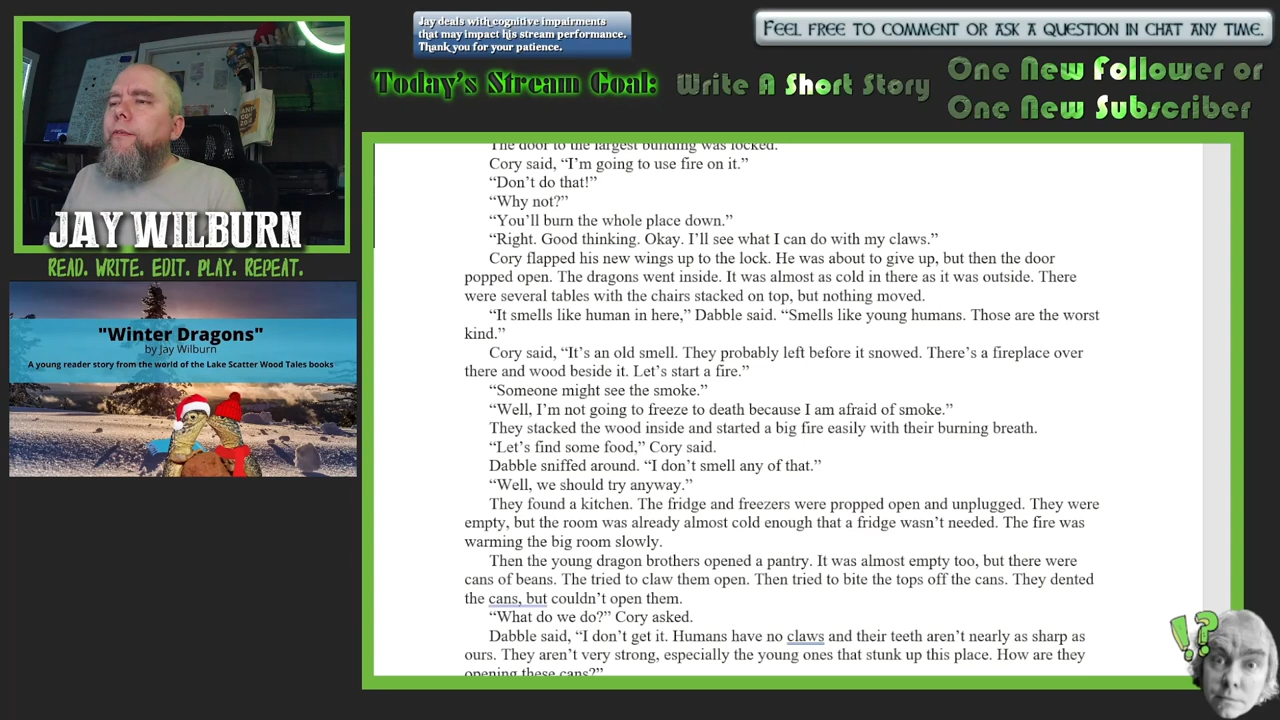 Jay deals with cognitive impairments
that may impact his stream performance.
Thank you for your patience.
FEEL FREE TO COMMENT OR ASK A QUESTION IN CHAT ANY TIME.
Today's Stream Goal:
Write A Short Story
One New Follower or
One New Subscriber
JAY WILBURN
READ. WRITE. EDIT. PLAY. REPEAT.
"Winter Dragons"
by Jay Wilburn
A young reader story from the world of the Lake Scatter Wood Tales books
The door to the largest building was locked.
Cory said, “I’m going to use fire on it.”
“Don’t do that!”
“Why not?”
“You’ll burn the whole place down.”
“Right. Good thinking. Okay. I’ll see what I can do with my claws.”
Cory flapped his new wings up to the lock. He was about to give up, but then the door
popped open. The dragons went inside. It was almost as cold in there as it was outside. There
were several tables with the chairs stacked on top, but nothing moved.
“It smells like human in here,” Dabble said. “Smells like young humans. Those are the worst
kind.”
Cory said, “It’s an old smell. They probably left before it snowed. There’s a fireplace over
there and wood beside it. Let’s start a fire.”
“Someone might see the smoke.”
“Well, I’m not going to freeze to death because I am afraid of smoke.”
They stacked the wood inside and started a big fire easily with their burning breath.
“Let’s find some food,” Cory said.
Dabble sniffed around. “I don’t smell any of that.”
“Well, we should try anyway.”
They found a kitchen. The fridge and freezers were propped open and unplugged. They were
empty, but the room was already almost cold enough that a fridge wasn’t needed. The fire was
warming the big room slowly.
Then the young dragon brothers opened a pantry. It was almost empty too, but there were
cans of beans. The tried to claw them open. Then tried to bite the tops off the cans. They dented
the cans, but couldn’t open them.
“What do we do?” Cory asked.
Dabble said, “I don’t get it. Humans have no claws and their teeth aren’t nearly as sharp as
ours. They aren’t very strong, especially the young ones that stunk up this place. How are they
opening these cans?”
!?